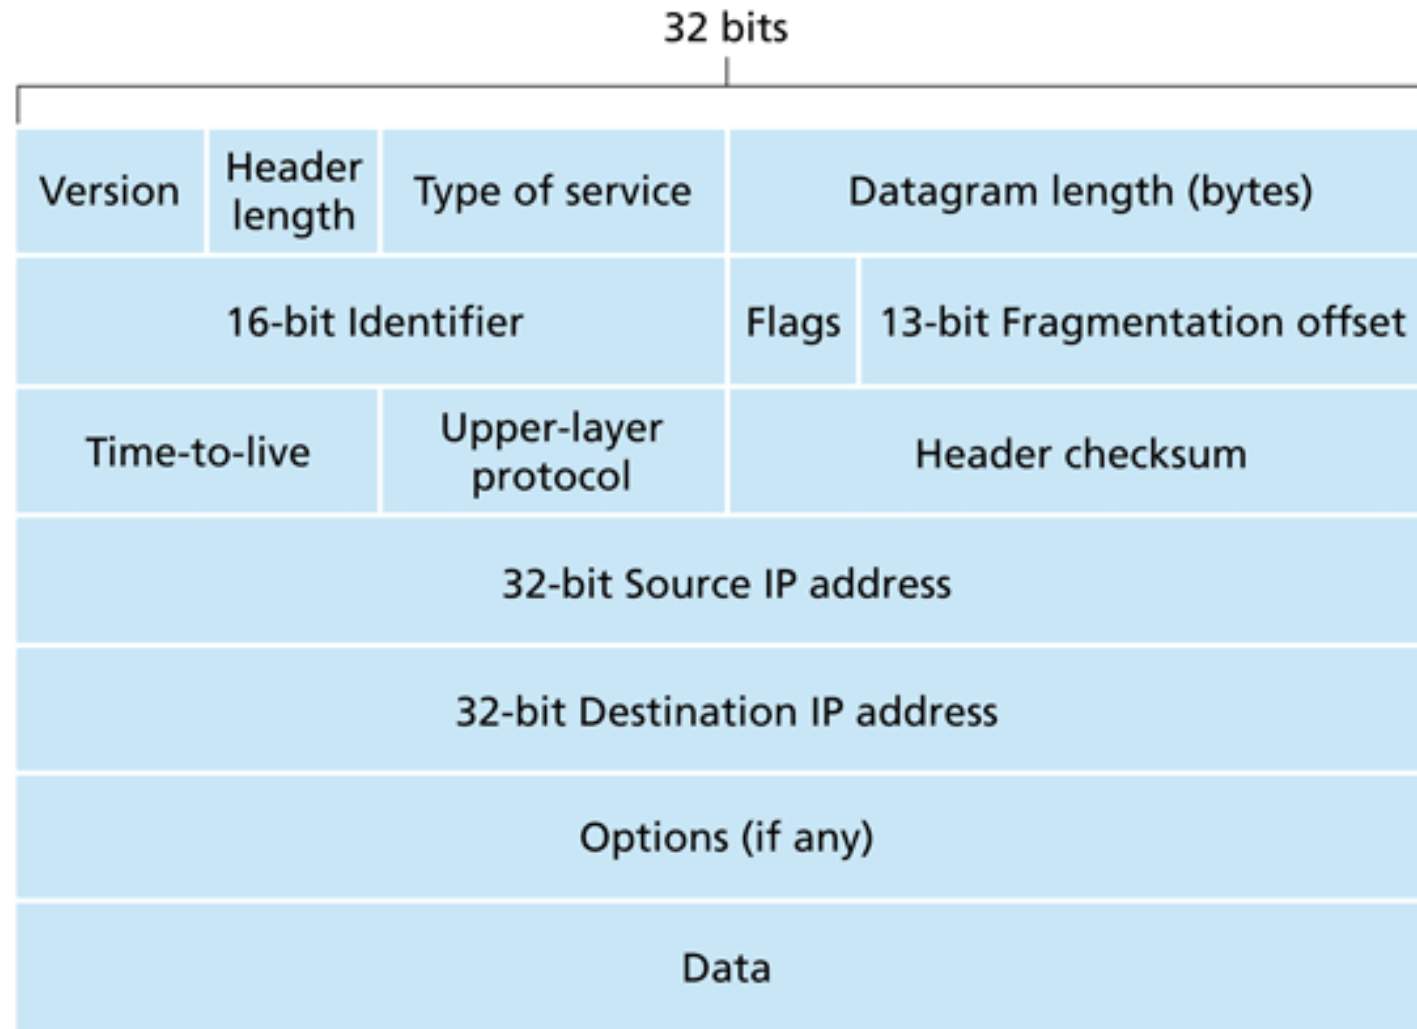 32 bits
Version
Header
length
Type of service
Datagram length (bytes)
16-bit Identifier
Flags
13-bit Fragmentation offset
Time-to-live
Upper-layer
protocol
Header checksum
32-bit Source IP address
32-bit Destination IP address
Options (if any)
Data